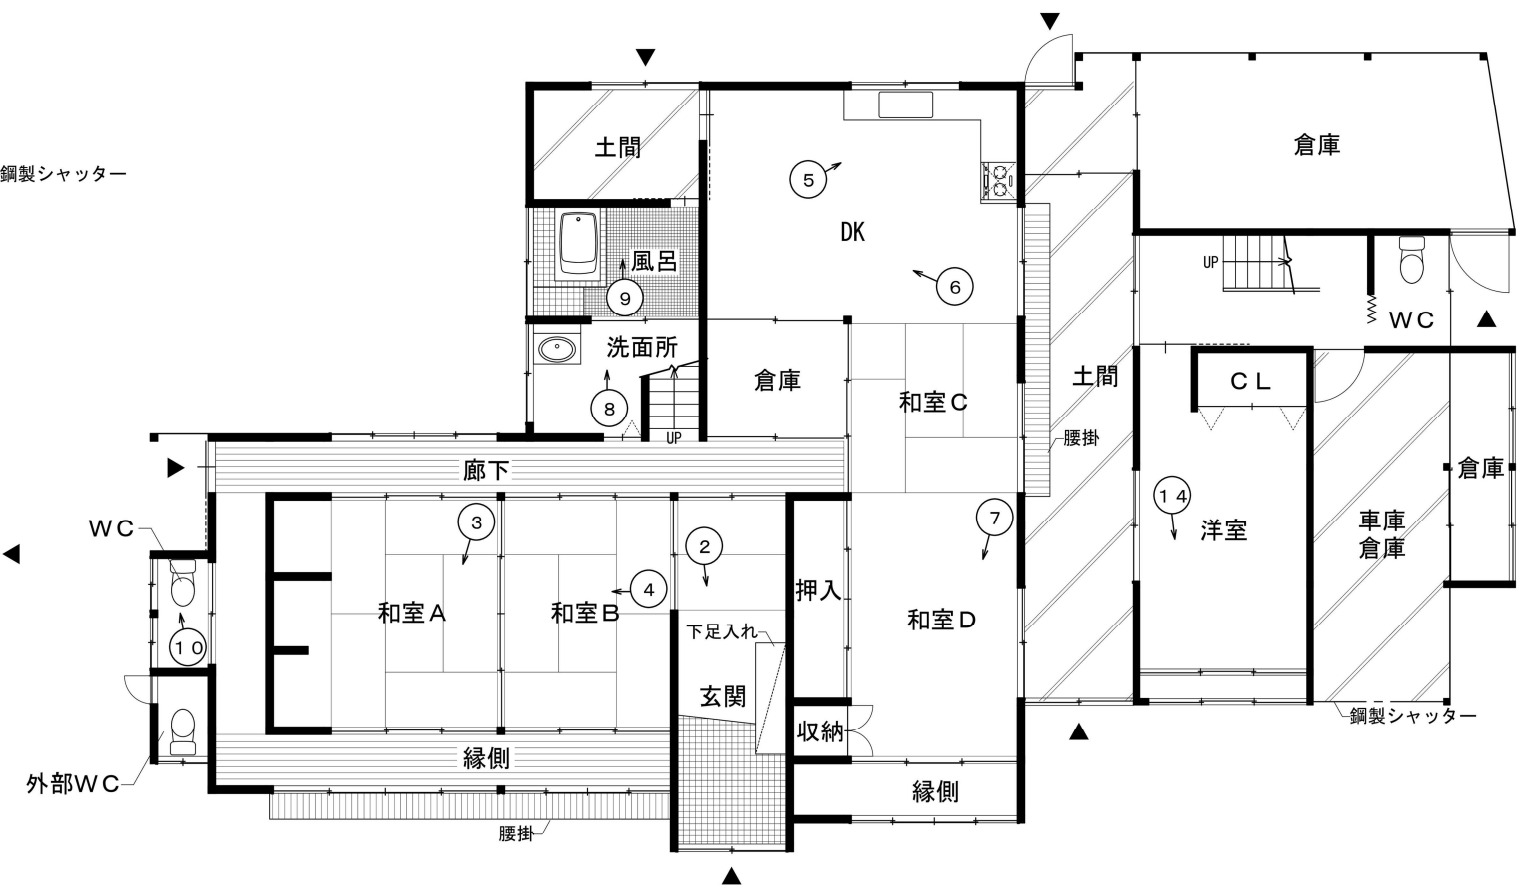 土間
倉庫
鋼製シャッター
5
DK
風呂
UP
6
9
WC
洗面所
倉庫
土間
CL
和室C
8
UP
腰掛
廊下
倉庫
14
3
7
WC
車庫
倉庫
洋室
2
4
押入
和室A
和室B
和室D
下足入れ
10
玄関
鋼製シャッター
収納
縁側
外部WC
縁側
腰掛